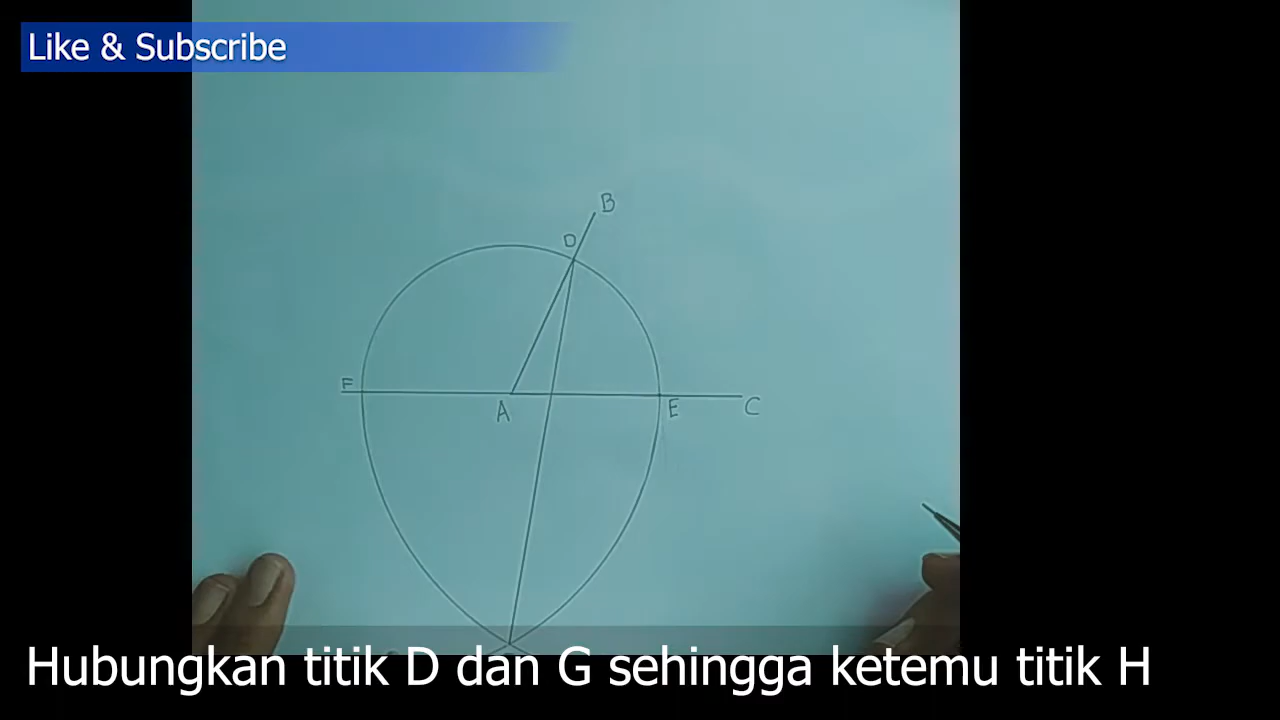 Like & Subscribe
B
D
F
A
E
C
Hubungkan titik D dan G sehingga ketemu titik H